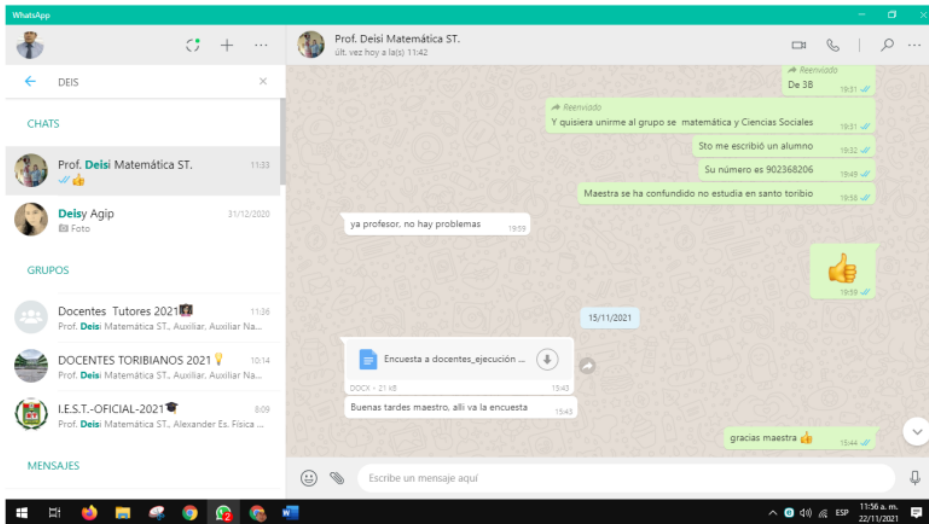 WhatsApp
DEIS
CHATS
Prof. Deisi Matemática ST.
11:33
Deisy Agip
31/12/2020
Foto
GRUPOS
Docentes Tutores 2021
11:36
Prof. Deisi Matemática ST., Auxiliar, Auxiliar Na...
DOCENTES TORIBIANOS 2021
10:14
Prof. Deisi Matemática ST., Auxiliar, Auxiliar Na...
I.E.S.T.-OFICIAL-2021
8:09
Prof. Deisi Matemática ST., Alexander Es. Física ...
MENSAJES
Prof. Deisi Matemática ST.
últ. vez hoy a la(s) 11:42
Reenviado
De 3B
19:31
Reenviado
Y quisiera unirme al grupo se matemática y Ciencias Sociales
19:31
Sto me escribió un alumno
19:32
Su número es 902368206
19:49
Maestra se ha confundido no estudia en santo toribio
19:58
ya profesor, no hay problemas
19:59
19:59
15/11/2021
Encuesta a docentes_ejecución ...
DOCX • 21 kB
15:43
Buenas tardes maestro, alli va la encuesta
15:43
gracias maestra
15:44
Escribe un mensaje aquí
2
ESP
11:56 a. m.
22/11/2021